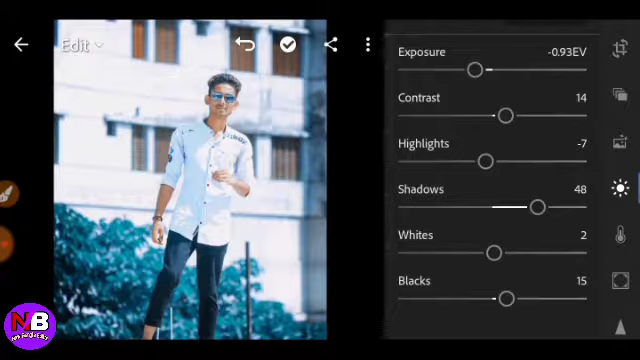 Edit
Exposure -0.93EV
Contrast 14
Highlights -7
Shadows 48
Whites 2
Blacks 15
NB